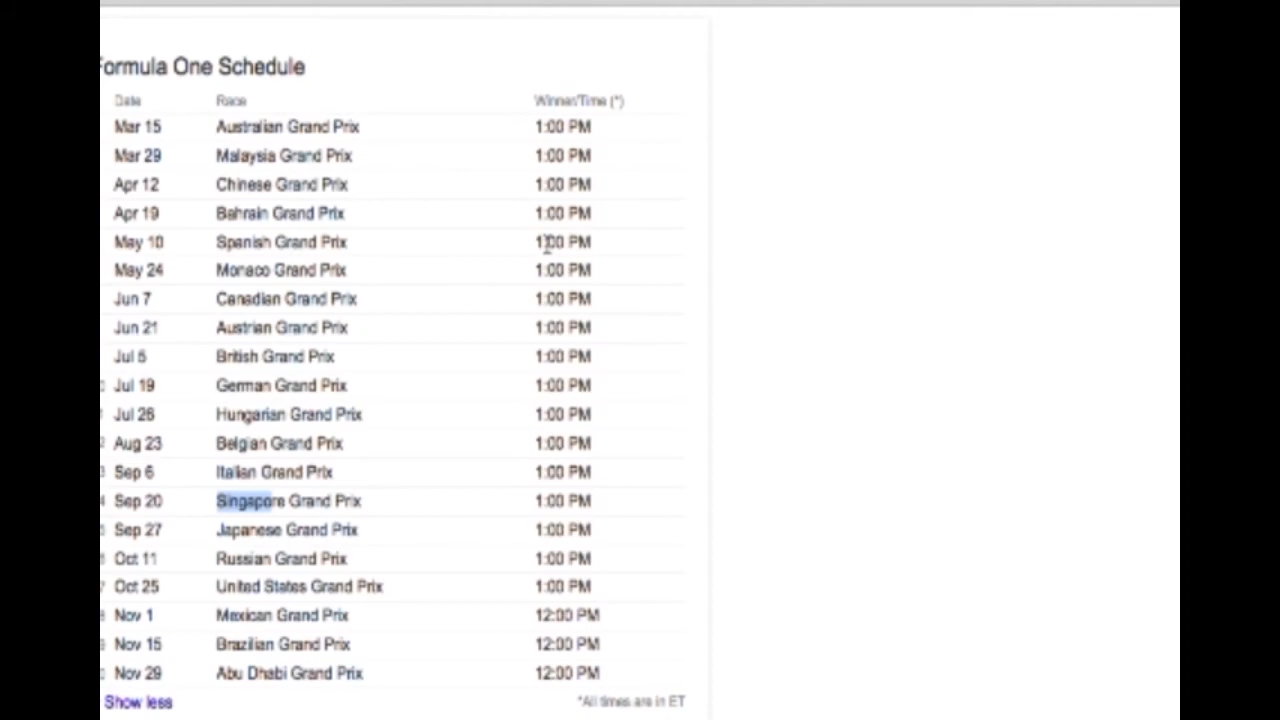 Formula One Schedule
Date Race Winner/Time (*)
Mar 15 Australian Grand Prix 1:00 PM
Mar 29 Malaysia Grand Prix 1:00 PM
Apr 12 Chinese Grand Prix 1:00 PM
Apr 19 Bahrain Grand Prix 1:00 PM
May 10 Spanish Grand Prix 1:00 PM
May 24 Monaco Grand Prix 1:00 PM
Jun 7 Canadian Grand Prix 1:00 PM
Jun 21 Austrian Grand Prix 1:00 PM
Jul 5 British Grand Prix 1:00 PM
Jul 19 German Grand Prix 1:00 PM
Jul 26 Hungarian Grand Prix 1:00 PM
Aug 23 Belgian Grand Prix 1:00 PM
Sep 6 Italian Grand Prix 1:00 PM
Sep 20 Singapore Grand Prix 1:00 PM
Sep 27 Japanese Grand Prix 1:00 PM
Oct 11 Russian Grand Prix 1:00 PM
Oct 25 United States Grand Prix 1:00 PM
Nov 1 Mexican Grand Prix 12:00 PM
Nov 15 Brazilian Grand Prix 12:00 PM
Nov 29 Abu Dhabi Grand Prix 12:00 PM
Show less *All times are in ET